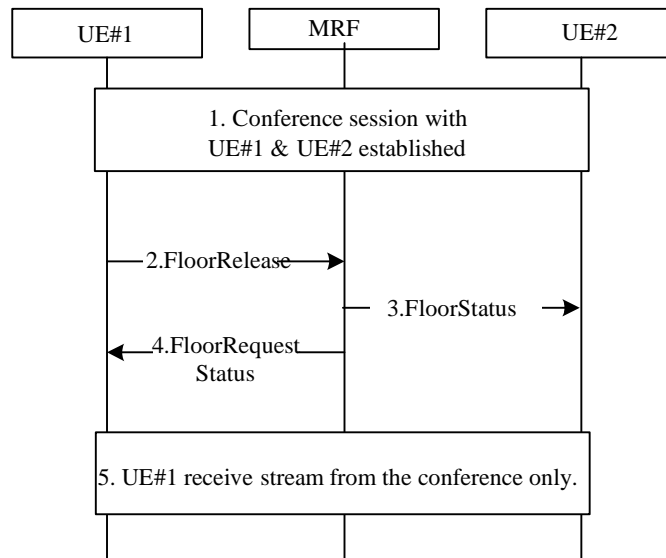 UE#1
MRF
UE#2
1. Conference session with
UE#1 & UE#2 established
2.FloorRelease
3.FloorStatus
4.FloorRequest
Status
5. UE#1 receive stream from the conference only.